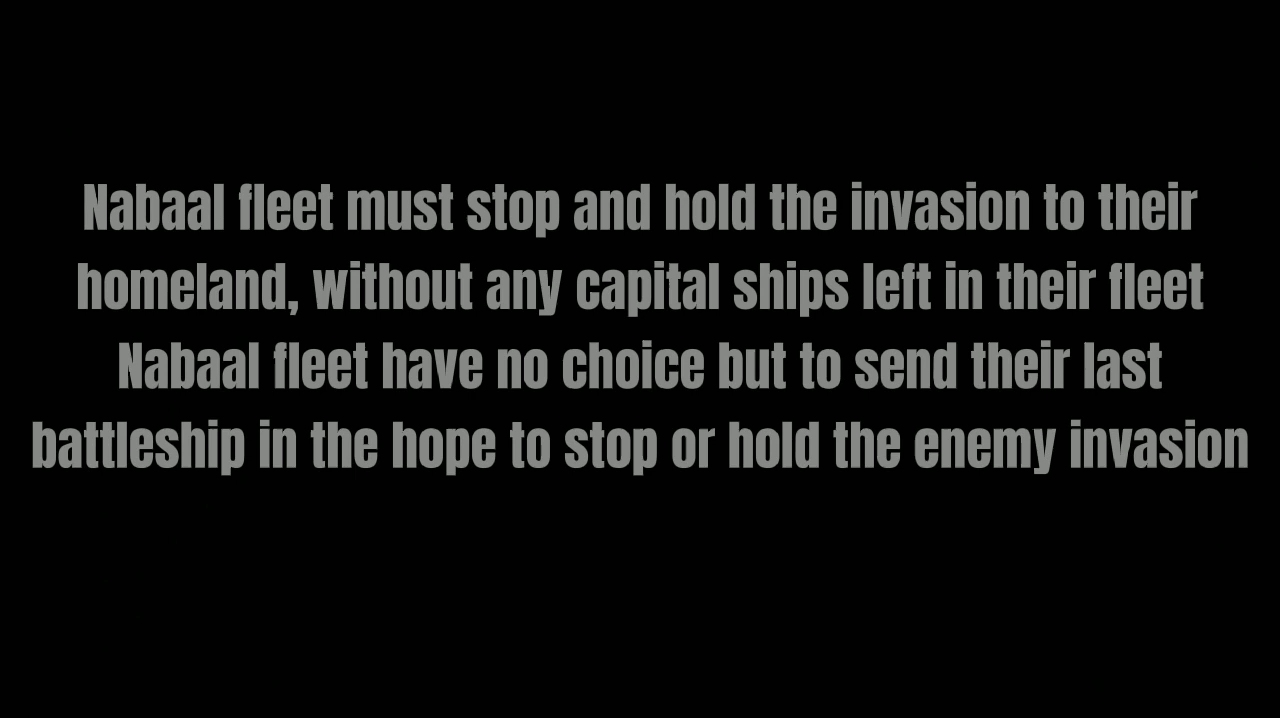 Nabaal fleet must stop and hold the invasion to their
homeland, without any capital ships left in their fleet
Nabaal fleet have no choice but to send their last
battleship in the hope to stop or hold the enemy invasion